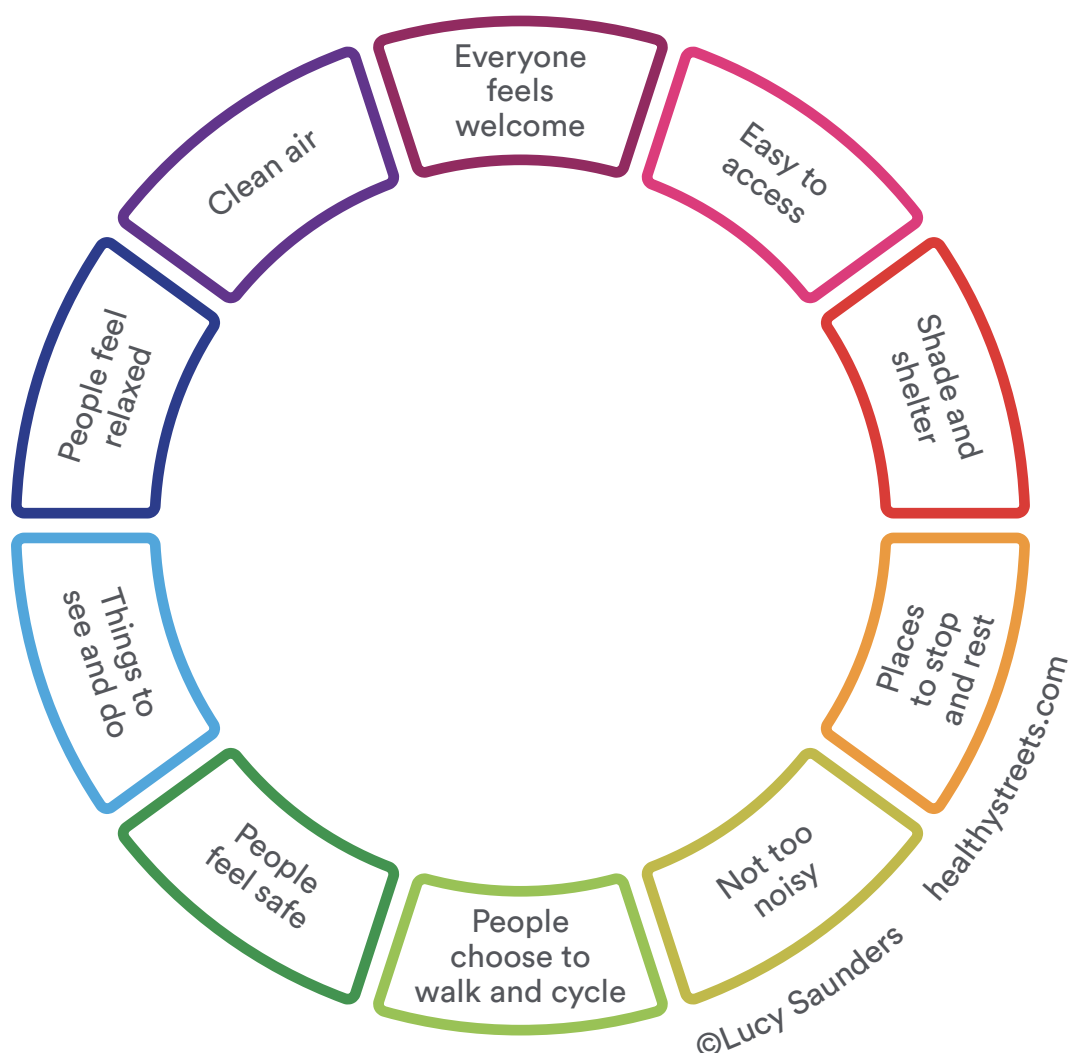 Everyone
feels
welcome
Easy to
access
Shade and
shelter
Places
to stop
and rest
Not too
noisy
People
choose to
walk and cycle
People
feel safe
Things to
see and do
People feel
relaxed
Clean air
©Lucy Saunders
healthystreets.com